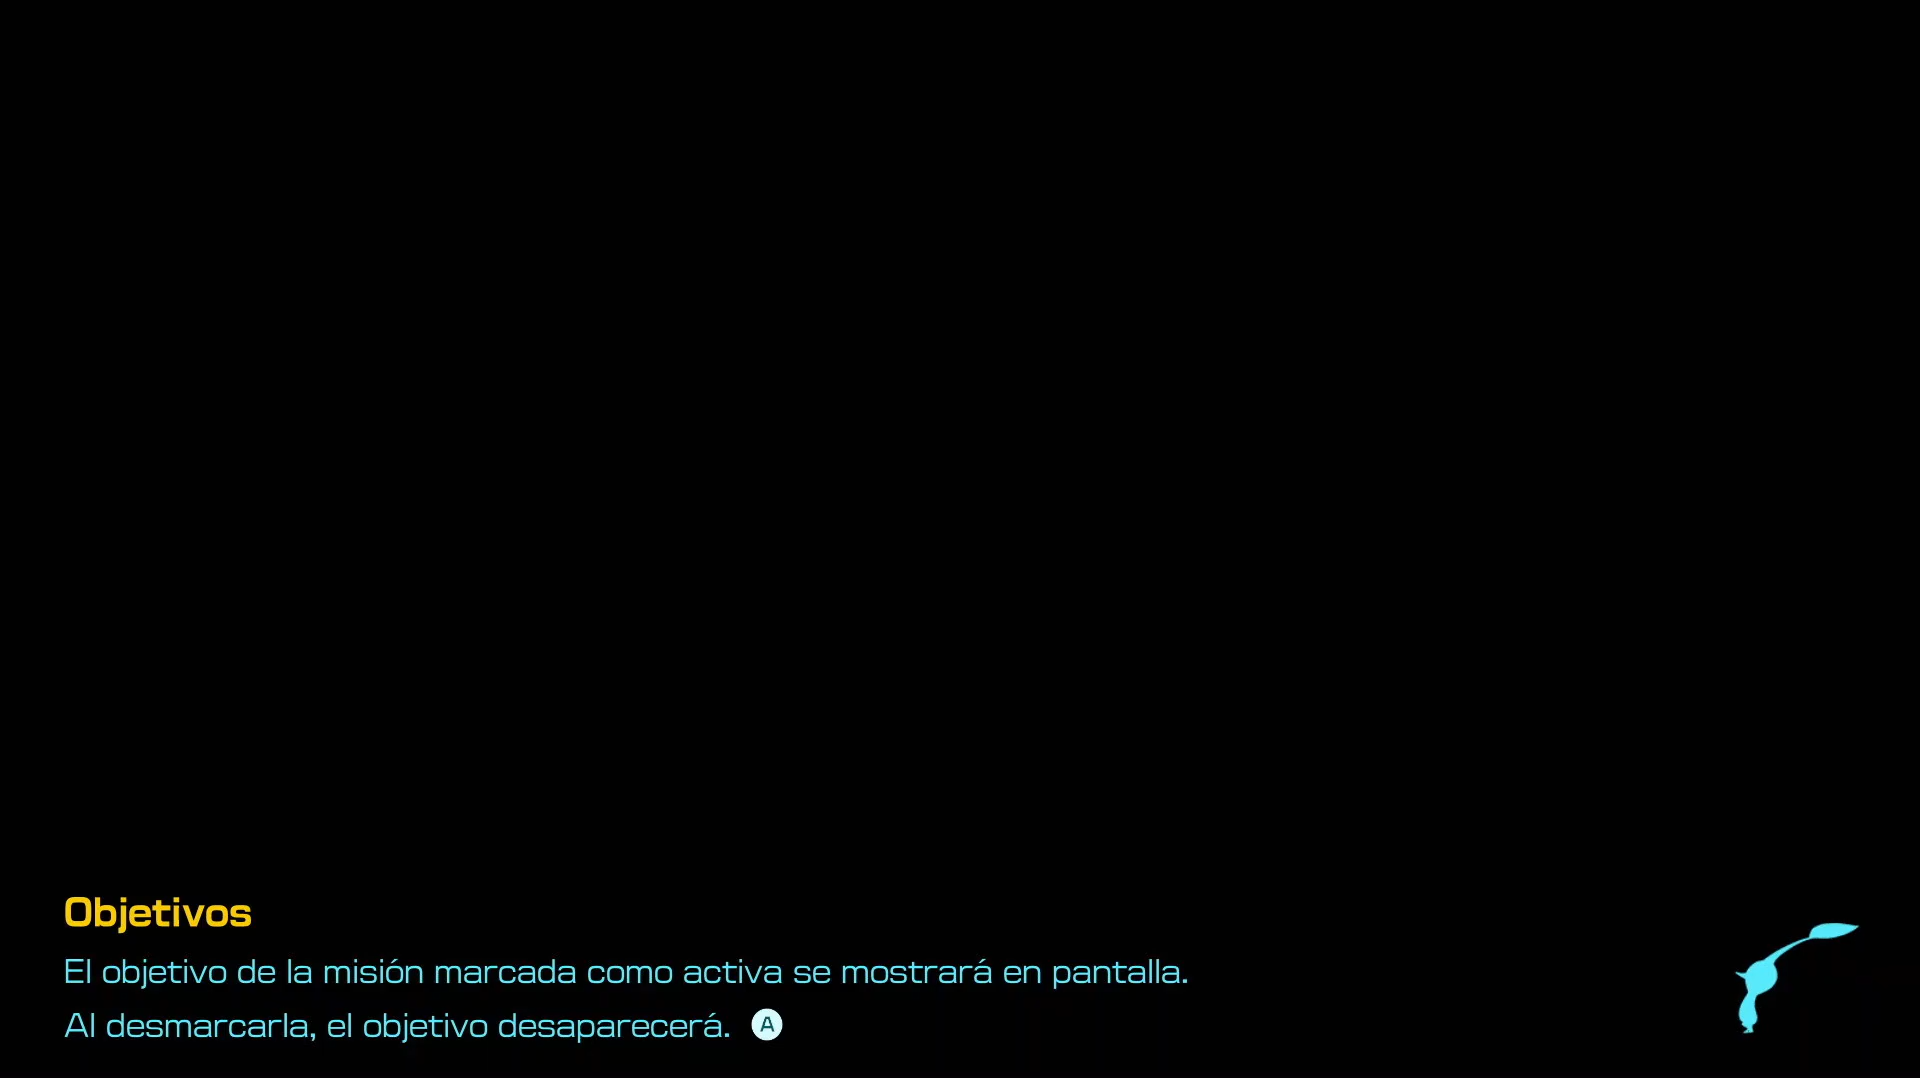 Objetivos
El objetivo de la misión marcada como activa se mostrará en pantalla.
Al desmarcarla, el objetivo desaparecerá. A